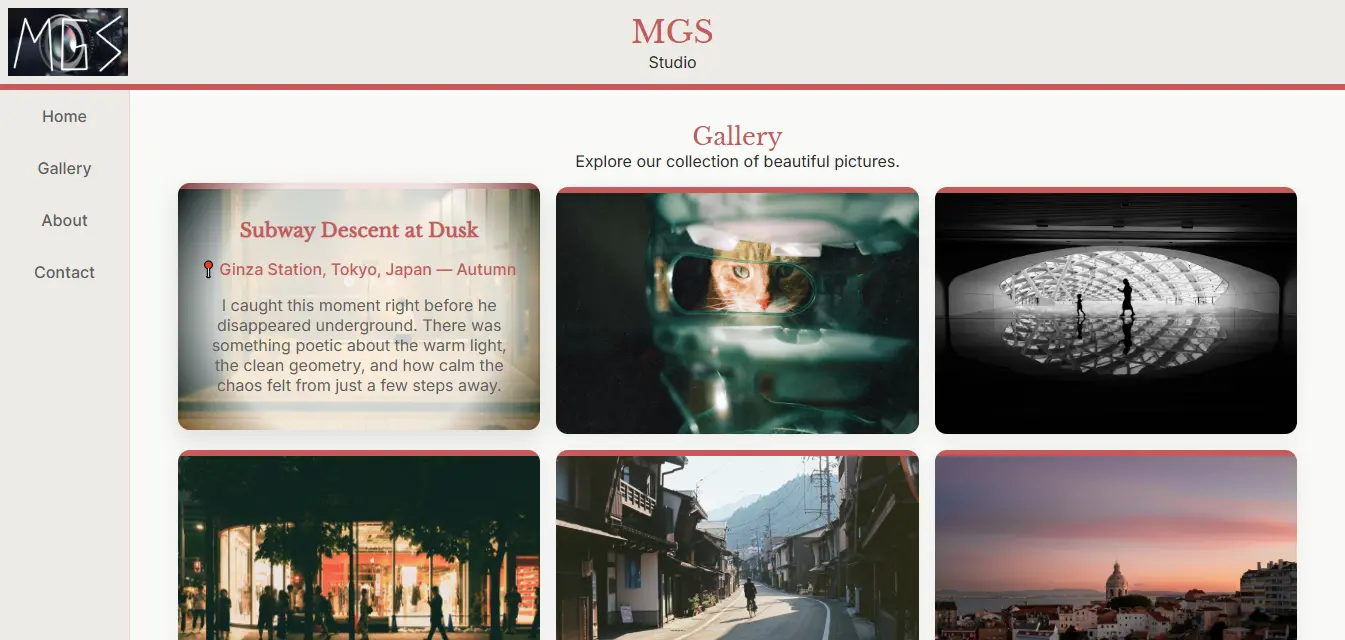 MGS
MGS
Studio
Home
Gallery
About
Contact
Gallery
Explore our collection of beautiful pictures.
Subway Descent at Dusk
📍 Ginza Station, Tokyo, Japan — Autumn
I caught this moment right before he
disappeared underground. There was
something poetic about the warm light,
the clean geometry, and how calm the
chaos felt from just a few steps away.